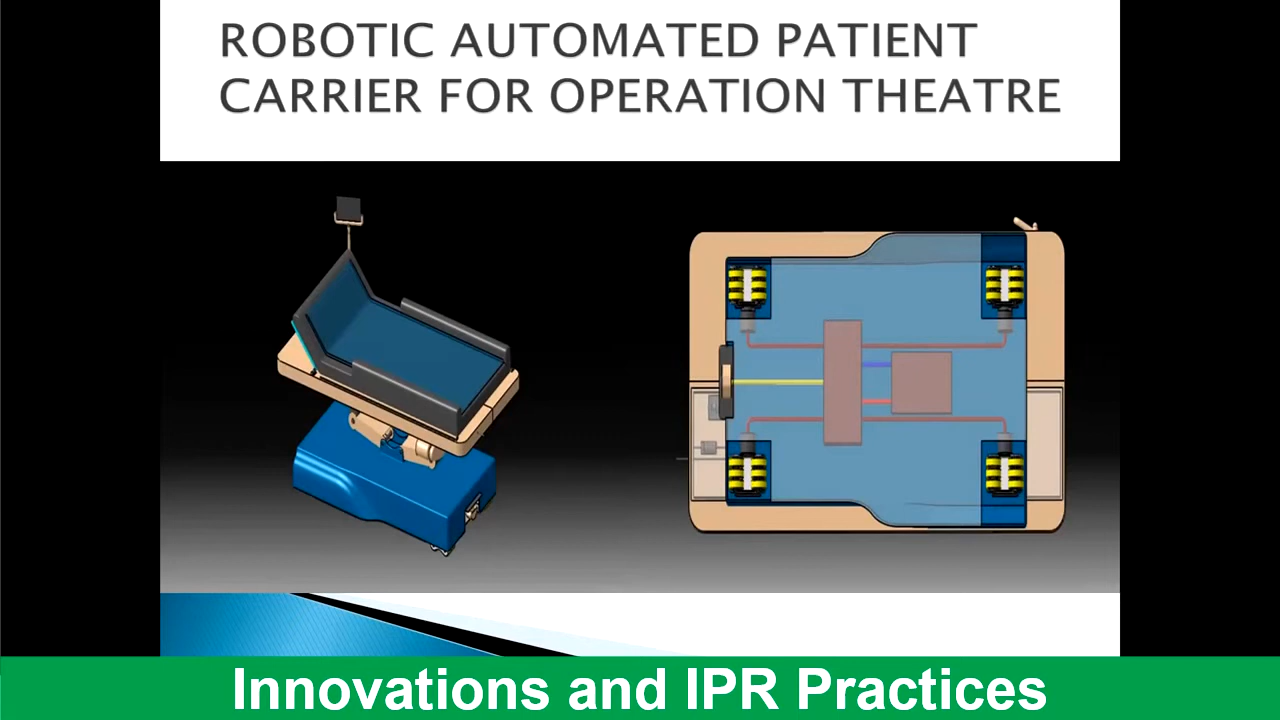 ROBOTIC AUTOMATED PATIENT
CARRIER FOR OPERATION THEATRE
Innovations and IPR Practices